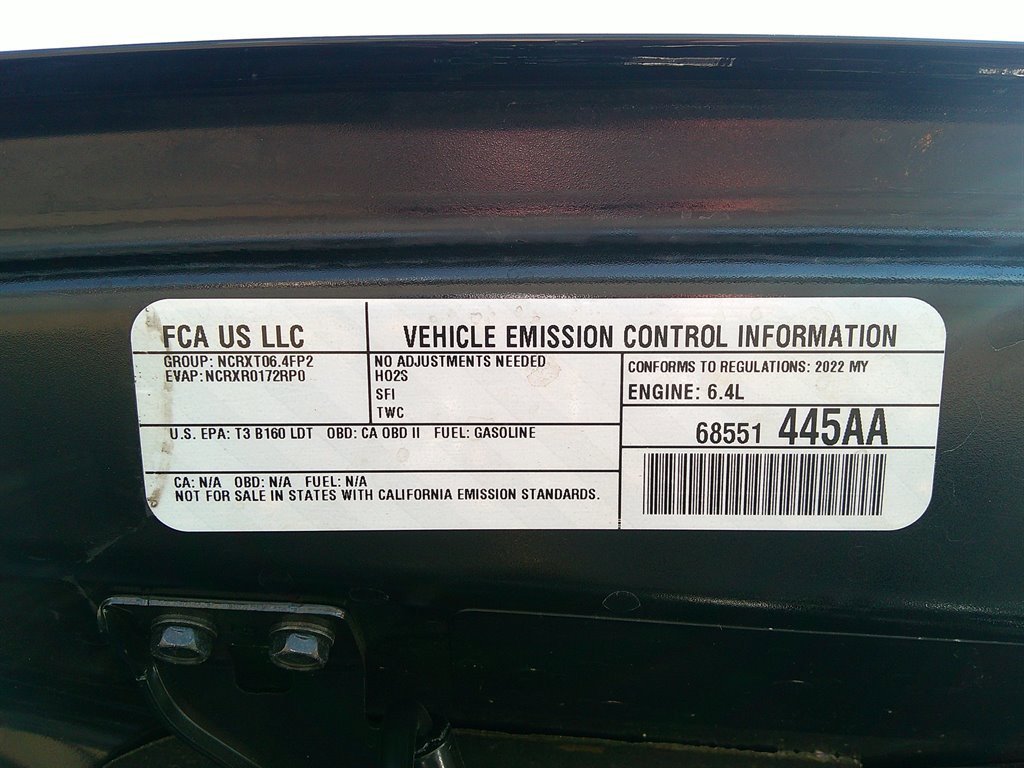 FCA US LLC
VEHICLE EMISSION CONTROL INFORMATION
GROUP: NCRXT06.4FP2
EVAP: NCRXR0172RP0
NO ADJUSTMENTS NEEDED
HO2S
SFI
TWC
CONFORMS TO REGULATIONS: 2022 MY
ENGINE: 6.4L
U.S. EPA: T3 B160 LDT OBD: CA OBD II FUEL: GASOLINE
68551 445AA
CA: N/A OBD: N/A FUEL: N/A
NOT FOR SALE IN STATES WITH CALIFORNIA EMISSION STANDARDS.